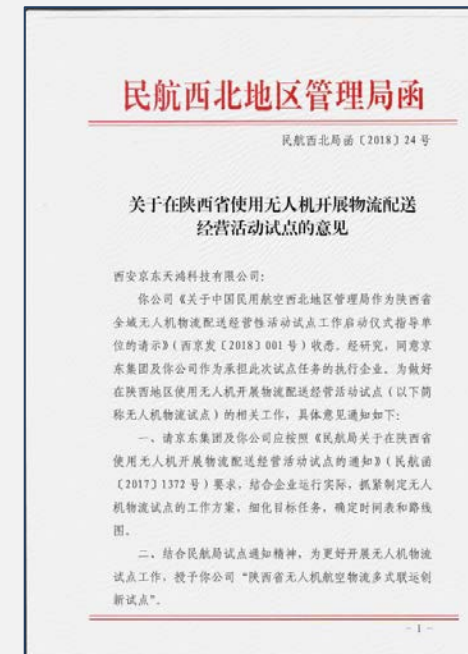 民航西北地区管理局函
民航西北局函〔2018〕24 号
关于在陕西省使用无人机开展物流配送
经营活动试点的意见
西安京东天鸿科技有限公司：
你公司《关于中国民用航空西北地区管理局作为陕西省
全域无人机物流配送经营性活动试点工作启动仪式指导单
位的请示》（西京发〔2018〕001 号）收悉。经研究，同意京
东集团及你公司作为承担此次试点任务的执行企业。为做好
在陕西地区使用无人机开展物流配送经营活动试点（以下简
称无人机物流试点）的相关工作，具体意见通知如下：
一、请京东集团及你公司应按照《民航局关于在陕西省
使用无人机开展物流配送经营活动试点的通知》（民航函
〔2017〕1372 号）要求，结合企业运行实际，抓紧制定无人
机物流试点的工作方案，细化目标任务，确定时间表和路线
图。
二、结合民航局试点通知精神，为更好开展无人机物流
试点工作，授予你公司“陕西省无人机航空物流多式联运创
新试点”。
- 1 -